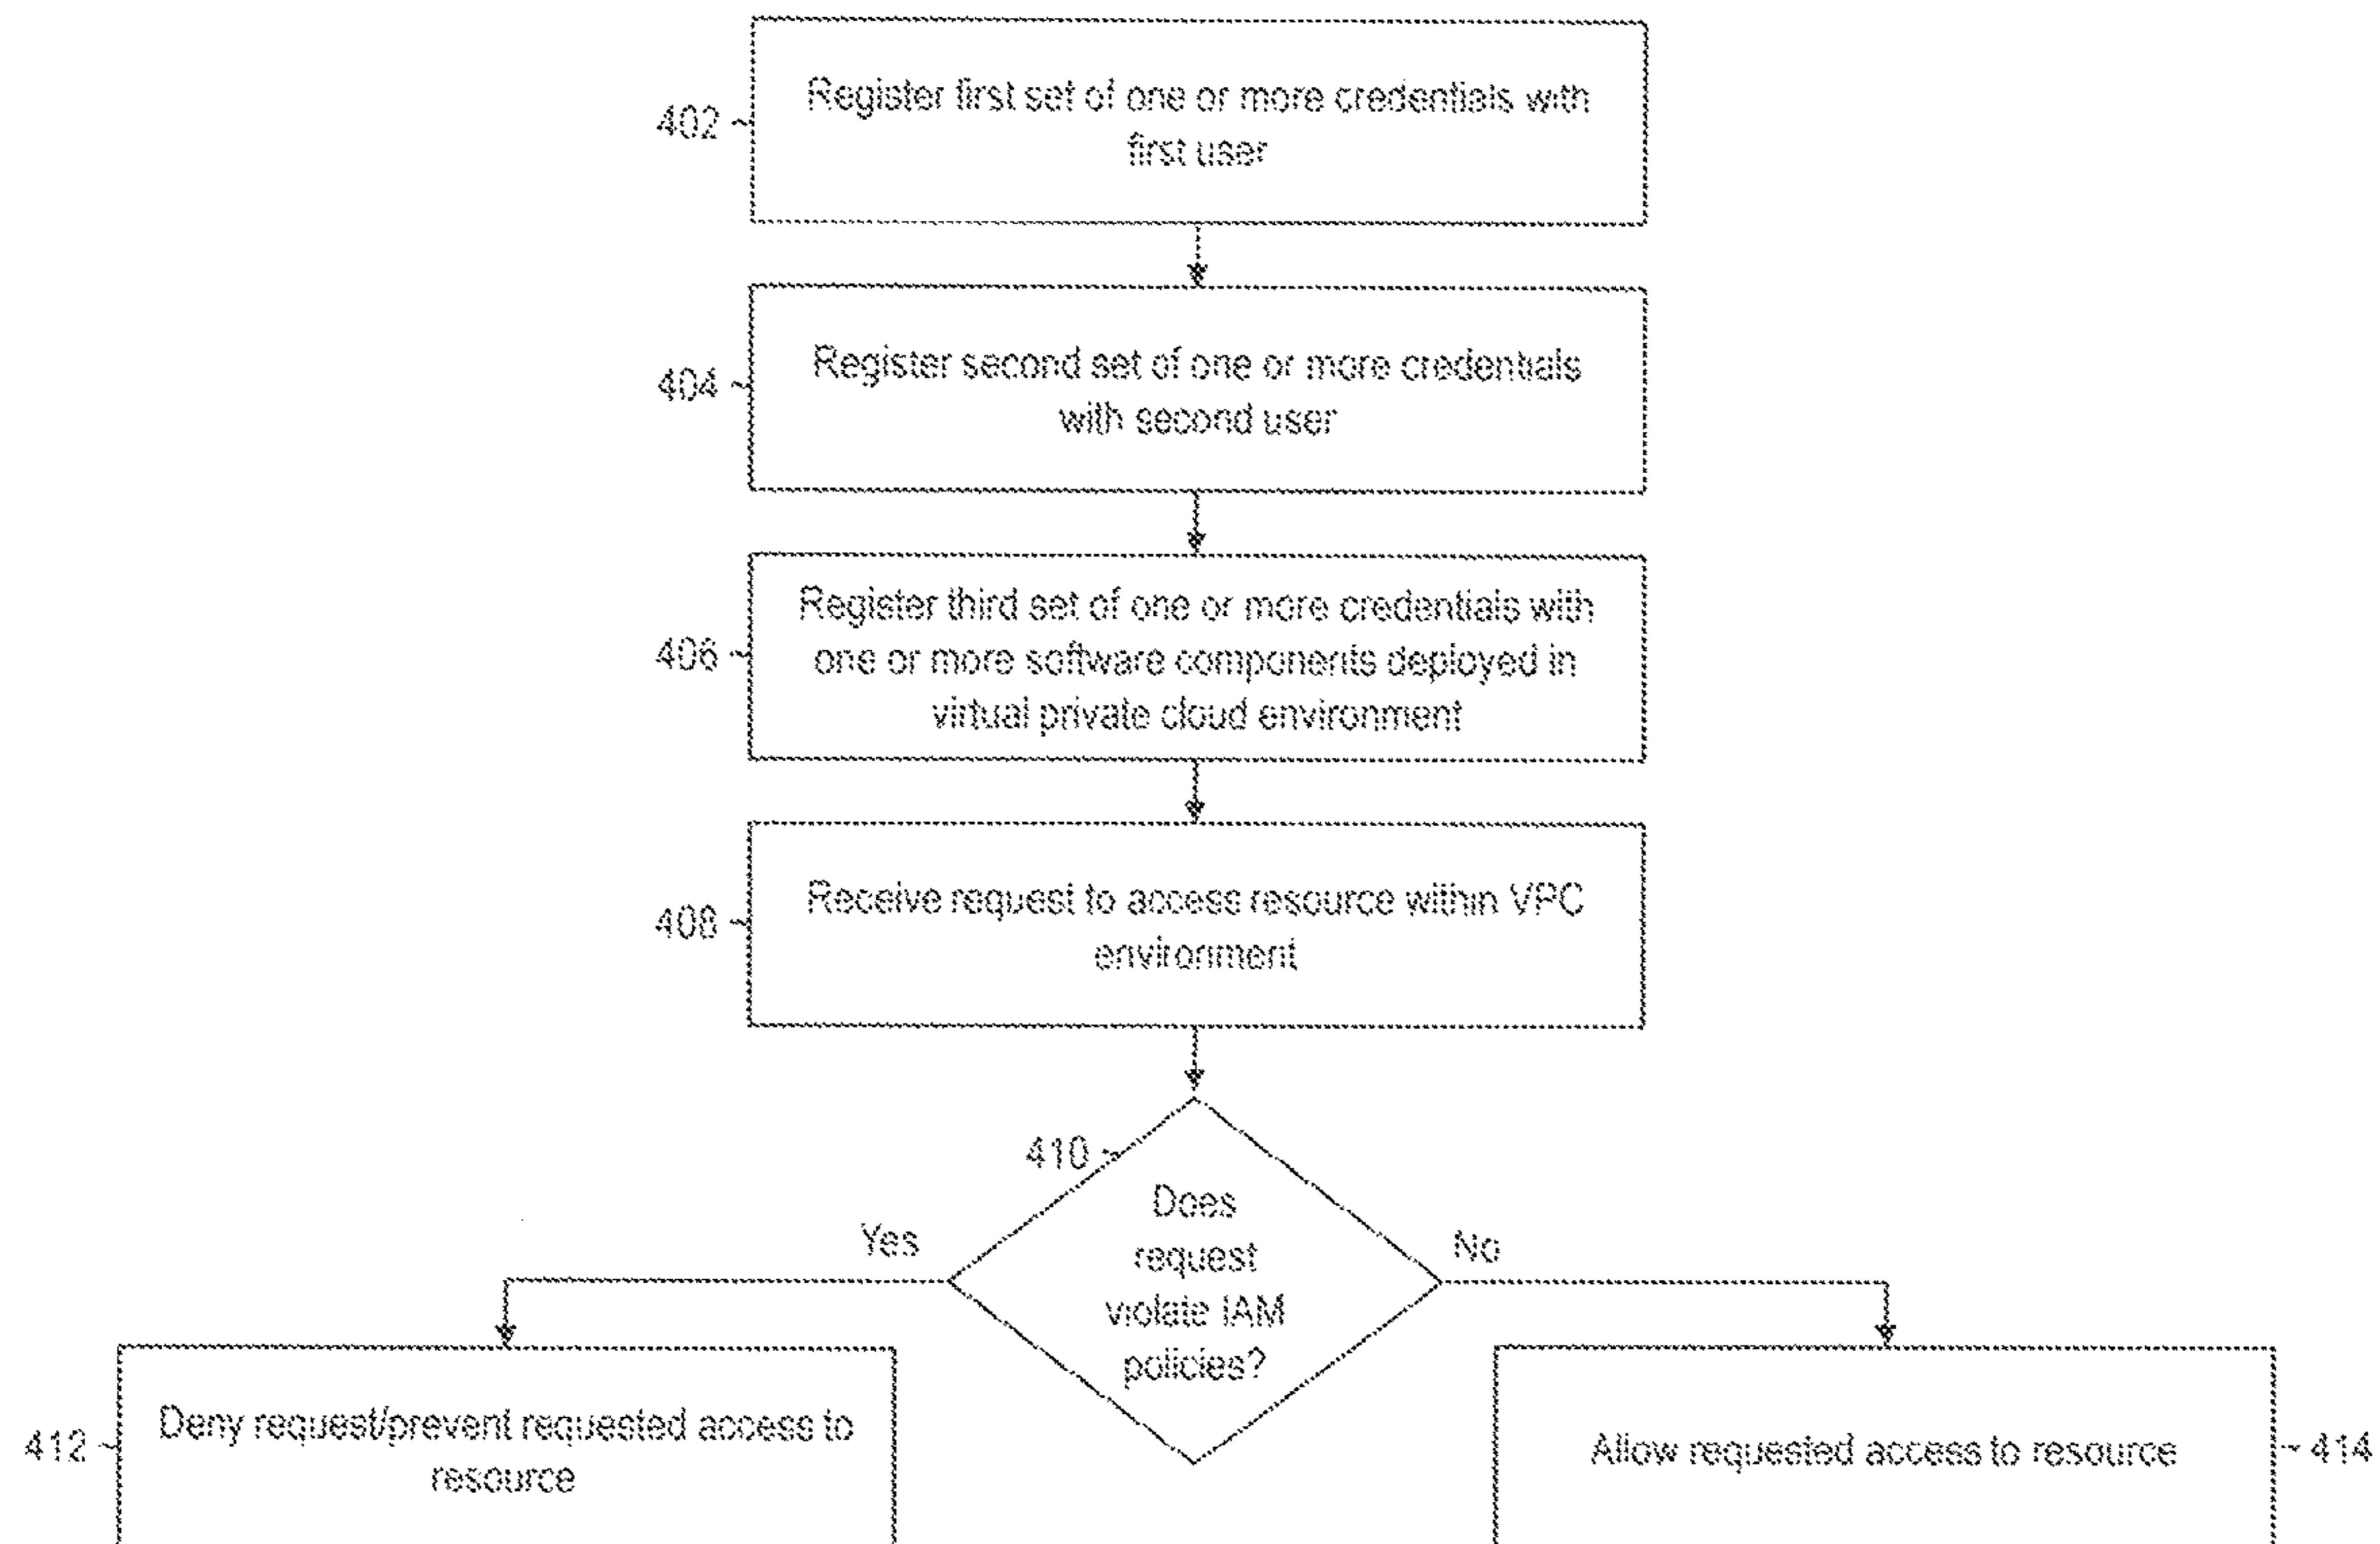 Register first set of one or more credentials with
first user
402
Register second set of one or more credentials
with second user
404
Register third set of one or more credentials with
one or more software components deployed in
virtual private cloud environment
406
Receive request to access resource within VPC
environment
408
410
Does
request
violate IAM
policies?
Yes
No
Deny request/prevent requested access to
resource
412
Allow requested access to resource
414